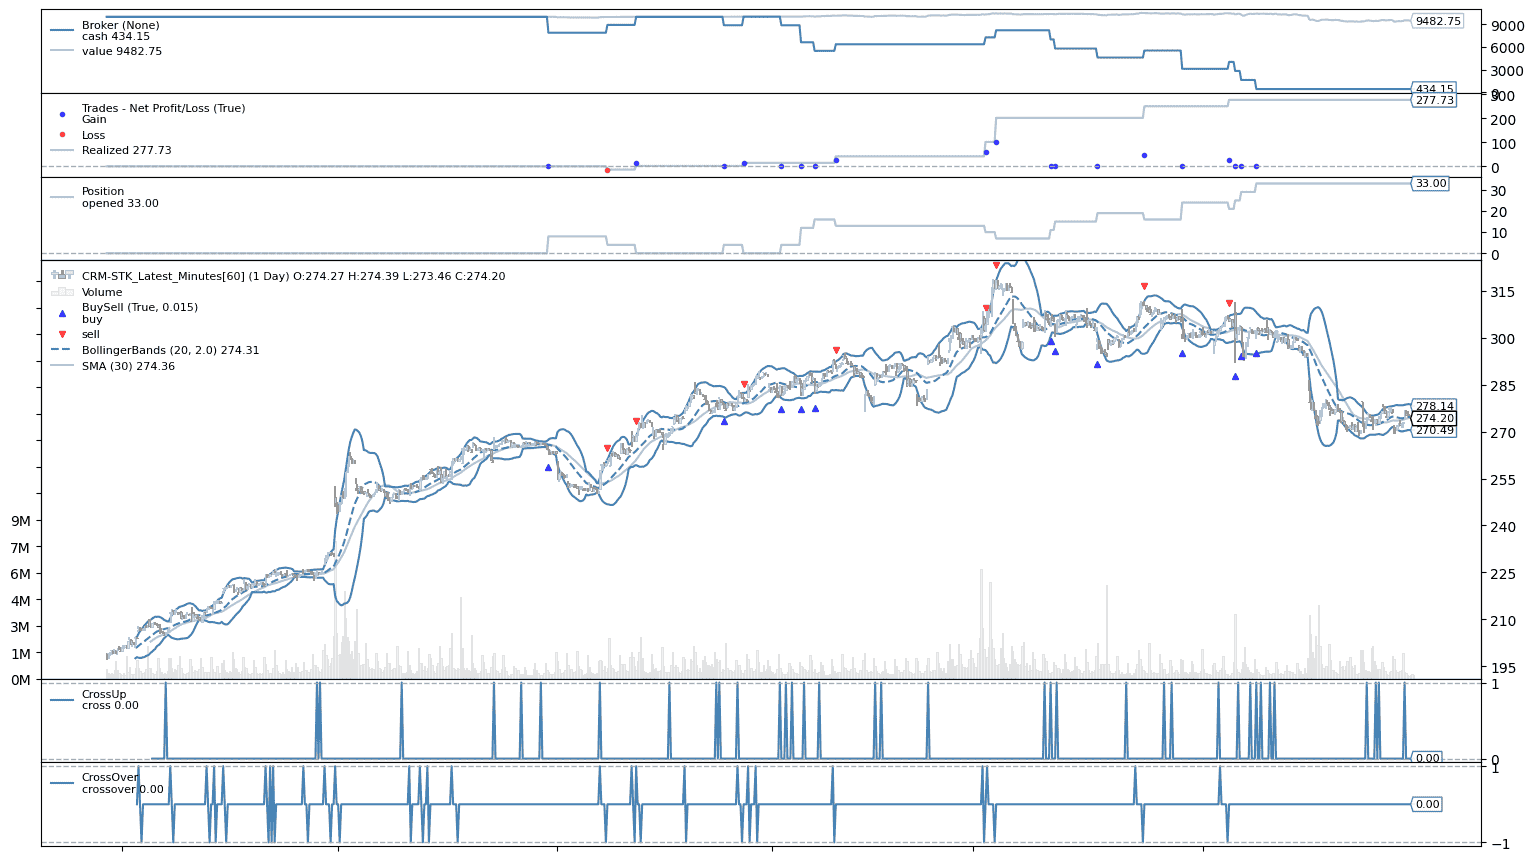 Broker (None)
cash 434.15
value 9482.75
9482.75
9000
6000
3000
0
434.15
Trades - Net Profit/Loss (True)
Gain
Loss
Realized 277.73
300
277.73
200
100
0
Position
opened 33.00
33.00
30
20
10
0
CRM-STK_Latest_Minutes[60] (1 Day) O:274.27 H:274.39 L:273.46 C:274.20
Volume
BuySell (True, 0.015)
buy
sell
BollingerBands (20, 2.0) 274.31
SMA (30) 274.36
315
300
285
278.14
274.20
270.49
270
255
240
225
210
195
9M
7M
6M
4M
3M
1M
0M
CrossUp
cross 0.00
1
0
0.00
CrossOver
crossover 0.00
1
0.00
−1